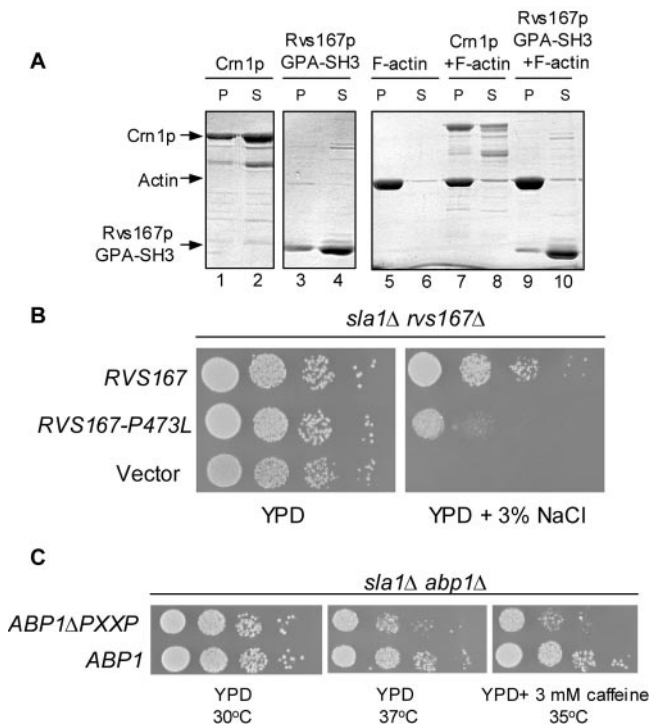 A
Crn1p
Rvs167p
GPA-SH3
F-actin
Crn1p
+F-actin
Rvs167p
GPA-SH3
+F-actin
P S P S P S P S P S
Crn1p
Actin
Rvs167p
GPA-SH3
1 2 3 4 5 6 7 8 9 10
B
sla1Δ rvs167Δ
RVS167
RVS167-P473L
Vector
YPD
YPD + 3% NaCl
C
sla1Δ abp1Δ
ABP1ΔPXXP
ABP1
YPD
30°C
YPD
37°C
YPD+ 3 mM caffeine
35°C